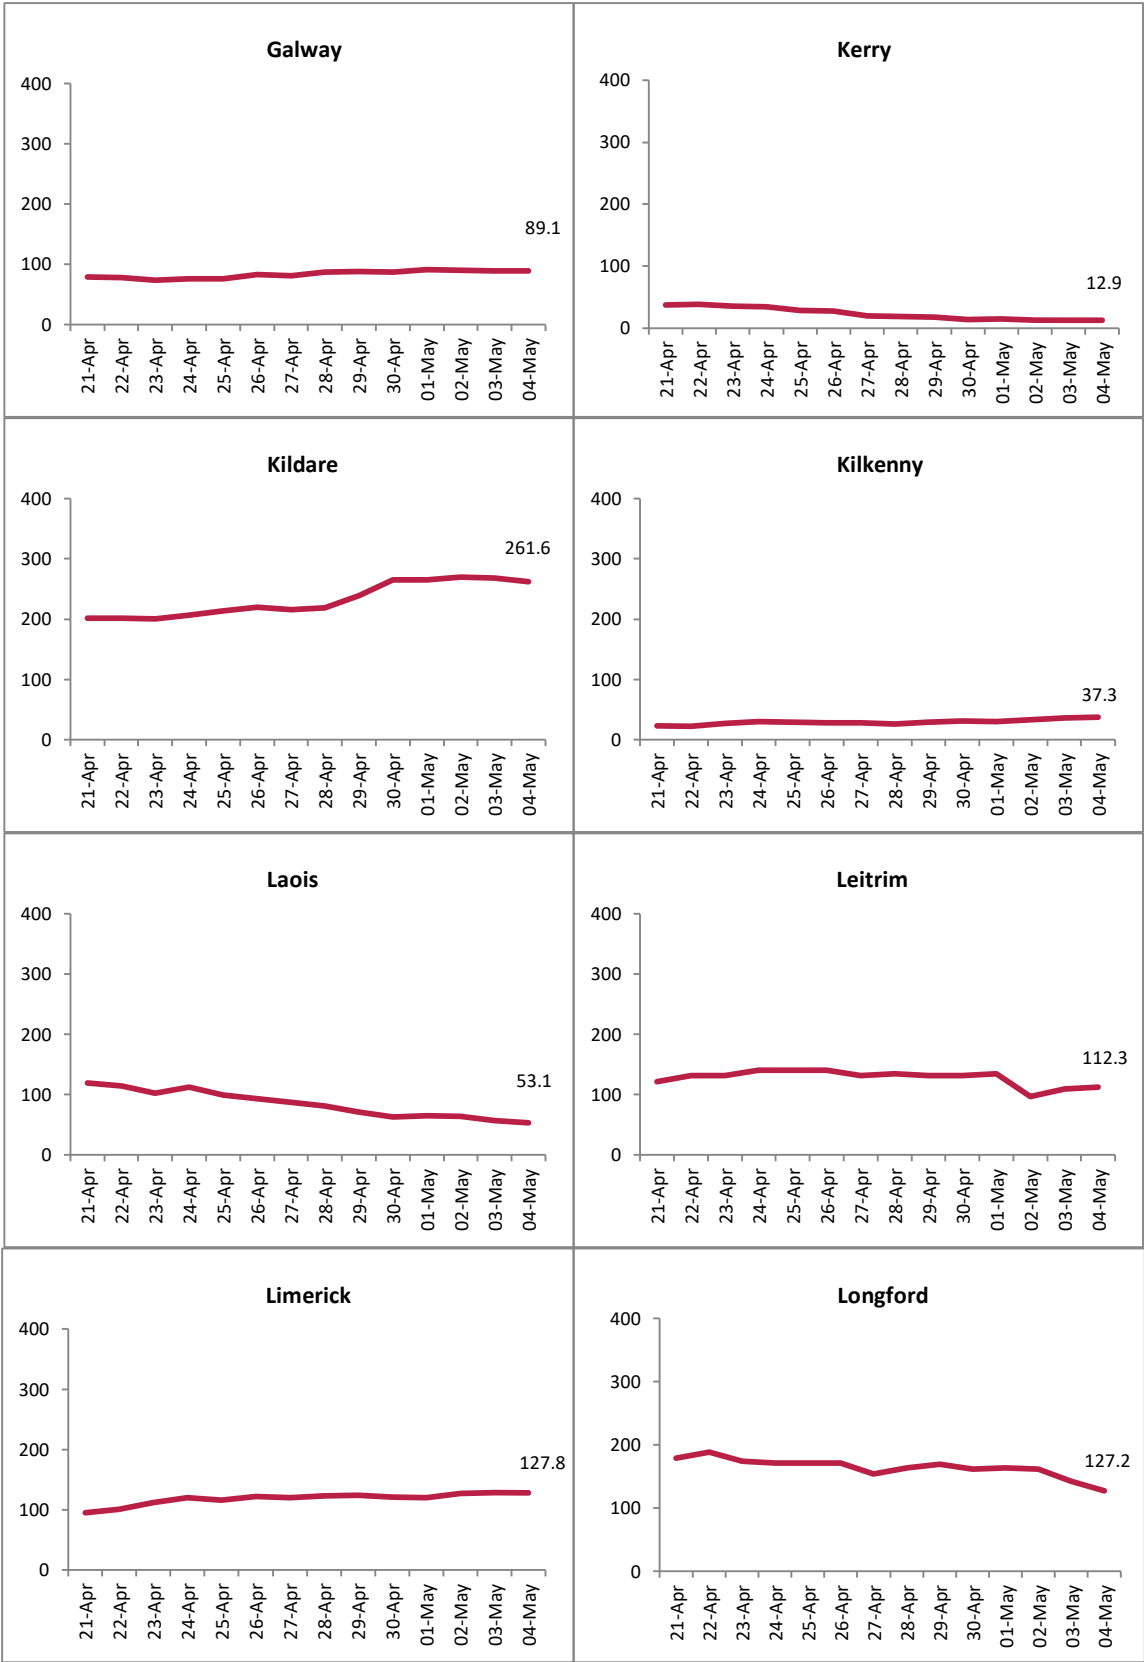 Galway
400
300
200
100
0
89.1
21-Apr
22-Apr
23-Apr
24-Apr
25-Apr
26-Apr
27-Apr
28-Apr
29-Apr
30-Apr
01-May
02-May
03-May
04-May
Kerry
400
300
200
100
0
12.9
21-Apr
22-Apr
23-Apr
24-Apr
25-Apr
26-Apr
27-Apr
28-Apr
29-Apr
30-Apr
01-May
02-May
03-May
04-May
Kildare
400
300
200
100
0
261.6
21-Apr
22-Apr
23-Apr
24-Apr
25-Apr
26-Apr
27-Apr
28-Apr
29-Apr
30-Apr
01-May
02-May
03-May
04-May
Kilkenny
400
300
200
100
0
37.3
21-Apr
22-Apr
23-Apr
24-Apr
25-Apr
26-Apr
27-Apr
28-Apr
29-Apr
30-Apr
01-May
02-May
03-May
04-May
Laois
400
300
200
100
0
53.1
21-Apr
22-Apr
23-Apr
24-Apr
25-Apr
26-Apr
27-Apr
28-Apr
29-Apr
30-Apr
01-May
02-May
03-May
04-May
Leitrim
400
300
200
100
0
112.3
21-Apr
22-Apr
23-Apr
24-Apr
25-Apr
26-Apr
27-Apr
28-Apr
29-Apr
30-Apr
01-May
02-May
03-May
04-May
Limerick
400
300
200
100
0
127.8
21-Apr
22-Apr
23-Apr
24-Apr
25-Apr
26-Apr
27-Apr
28-Apr
29-Apr
30-Apr
01-May
02-May
03-May
04-May
Longford
400
300
200
100
0
127.2
21-Apr
22-Apr
23-Apr
24-Apr
25-Apr
26-Apr
27-Apr
28-Apr
29-Apr
30-Apr
01-May
02-May
03-May
04-May